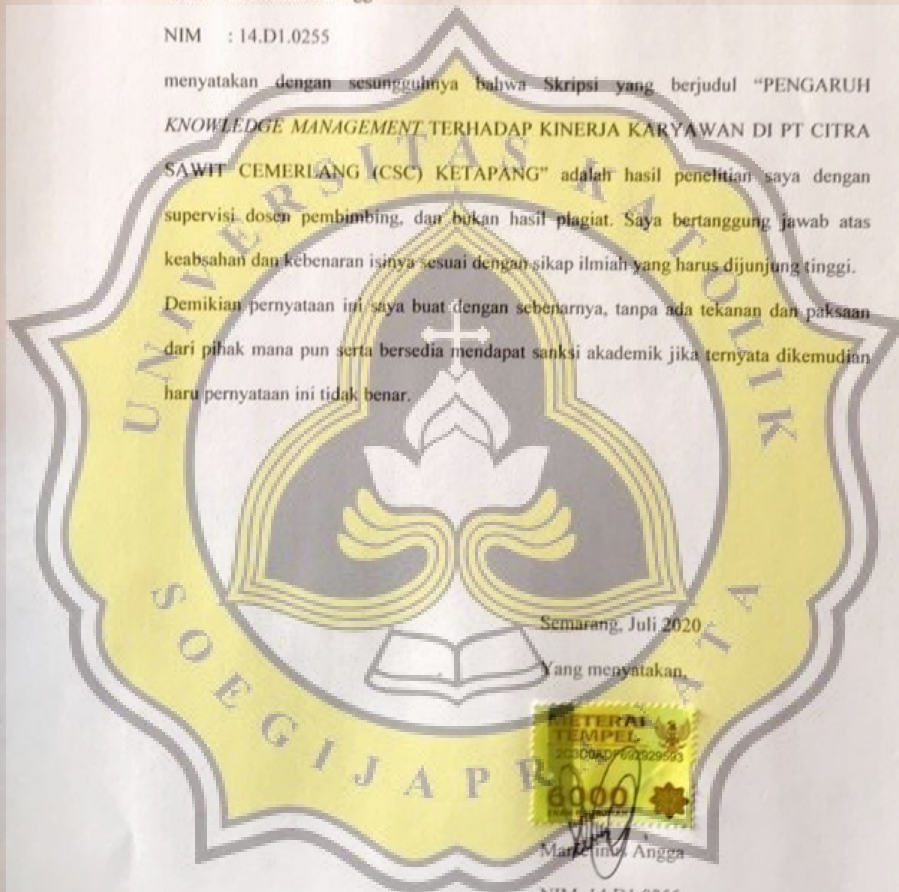 NIM : 14.D1.0255
menyatakan dengan sesungguhnya bahwa Skripsi yang berjudul “PENGARUH
KNOWLEDGE MANAGEMENT TERHADAP KINERJA KARYAWAN DI PT CITRA
SAWIT CEMERLANG (CSC) KETAPANG” adalah hasil penelitian saya dengan
supervisi dosen pembimbing, dan bukan hasil plagiat. Saya bertanggung jawab atas
keabsahan dan kebenaran isinya sesuai dengan sikap ilmiah yang harus dijunjung tinggi.
Demikian pernyataan ini saya buat dengan sebenarnya, tanpa ada tekanan dan paksaan
dari pihak mana pun serta bersedia mendapat sanksi akademik jika ternyata dikemudian
haru pernyataan ini tidak benar.
UNIVERSITAS KATOLIK
SOEGIJAPRANATA
Semarang, Juli 2020
Yang menyatakan,
METERAI
TEMPEL
6000
Angga